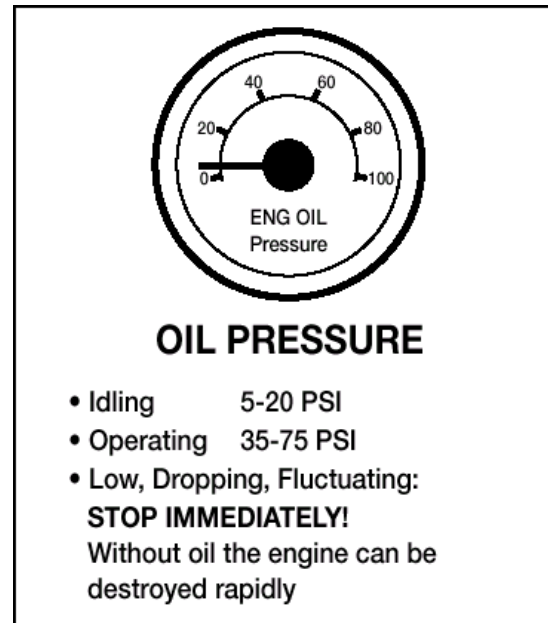 40 60
20 80
0 100
ENG OIL
Pressure
OIL PRESSURE
• Idling 5-20 PSI
• Operating 35-75 PSI
• Low, Dropping, Fluctuating:
STOP IMMEDIATELY!
Without oil the engine can be
destroyed rapidly